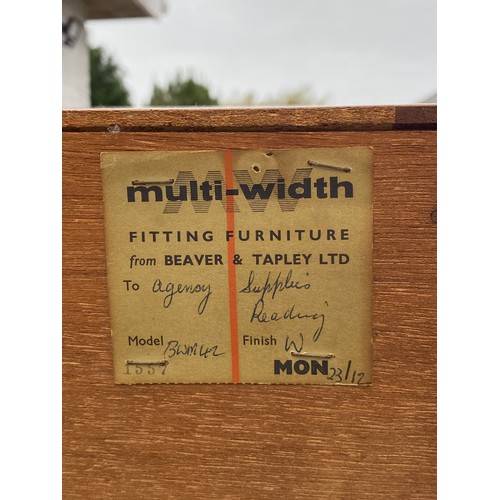 multi-width
FITTING FURNITURE
from BEAVER & TAPLEY LTD
To Agency Supplies
Reading
Model BWM42 Finish W
1557 MON 23/12